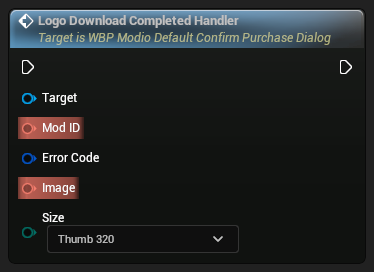 Logo Download Completed Handler
Target is WBP Modio Default Confirm Purchase Dialog
Target
Mod ID
Error Code
Image
Size
Thumb 320